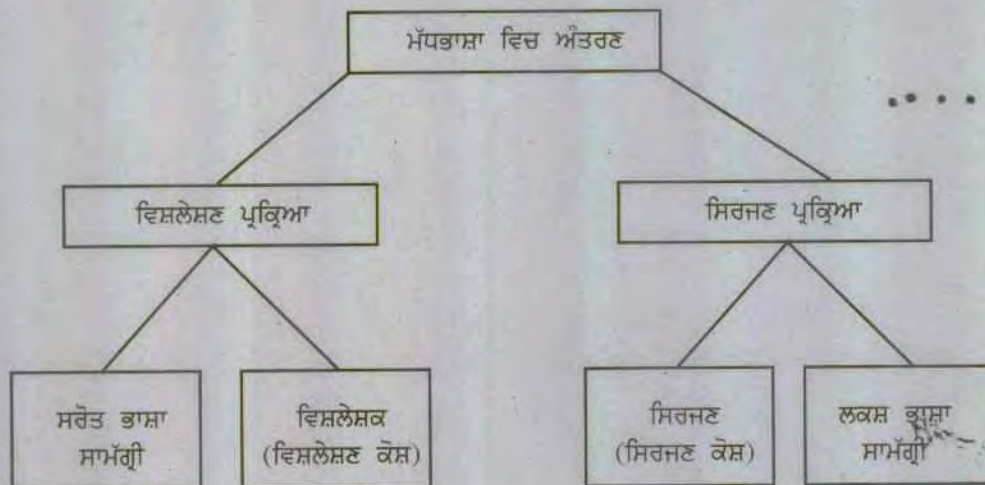 ਮੱਧਭਾਸ਼ਾ ਵਿਚ ਅੰਤਰਣ
ਵਿਸ਼ਲੇਸ਼ਣ ਪ੍ਰਕ੍ਰਿਆ
ਸਿਰਜਣ ਪ੍ਰਕ੍ਰਿਆ
ਸਰੋਤ ਭਾਸ਼ਾ
ਸਾਮੱਗ੍ਰੀ
ਵਿਸ਼ਲੇਸ਼ਕ
(ਵਿਸ਼ਲੇਸ਼ਣ ਕੋਸ਼)
ਸਿਰਜਣ
(ਸਿਰਜਣ ਕੋਸ਼)
ਲਕਸ਼ ਭਾਸ਼ਾ
ਸਾਮੱਗ੍ਰੀ